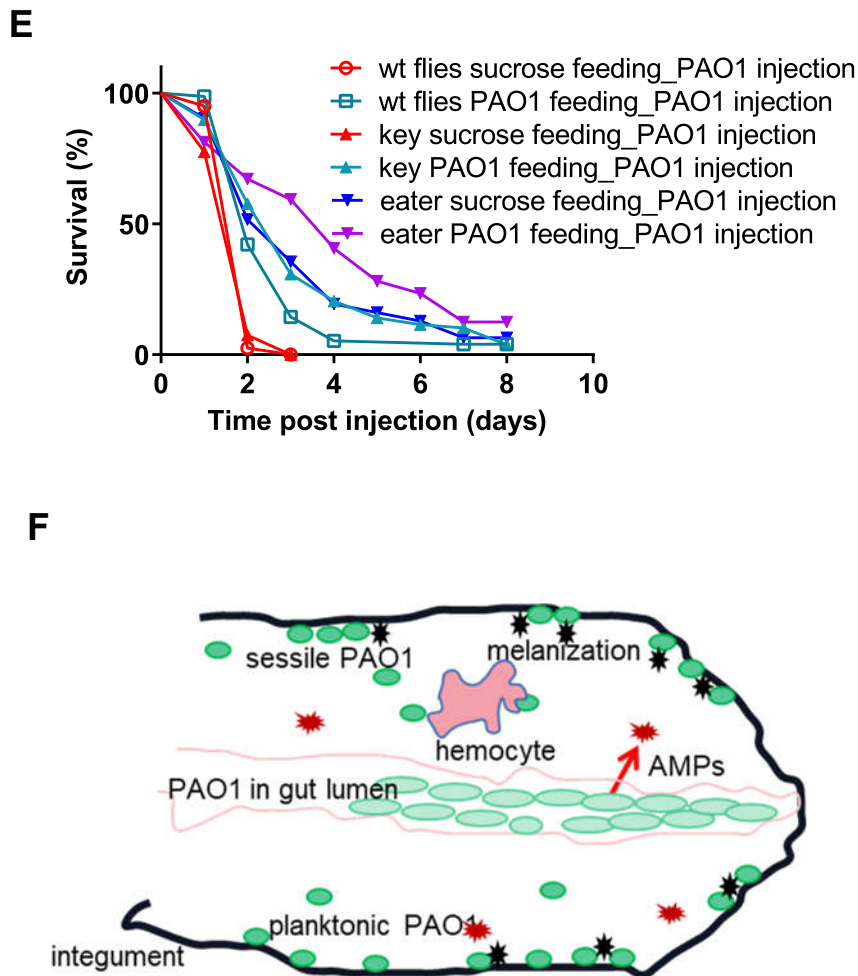 E
wt flies sucrose feeding_PAO1 injection
wt flies PAO1 feeding_PAO1 injection
key sucrose feeding_PAO1 injection
key PAO1 feeding_PAO1 injection
eater sucrose feeding_PAO1 injection
eater PAO1 feeding_PAO1 injection
Survival (%)
100
50
0
0 2 4 6 8 10
Time post injection (days)
F
sessile PAO1
melanization
hemocyte
AMPs
PAO1 in gut lumen
planktonic PAO1
integument